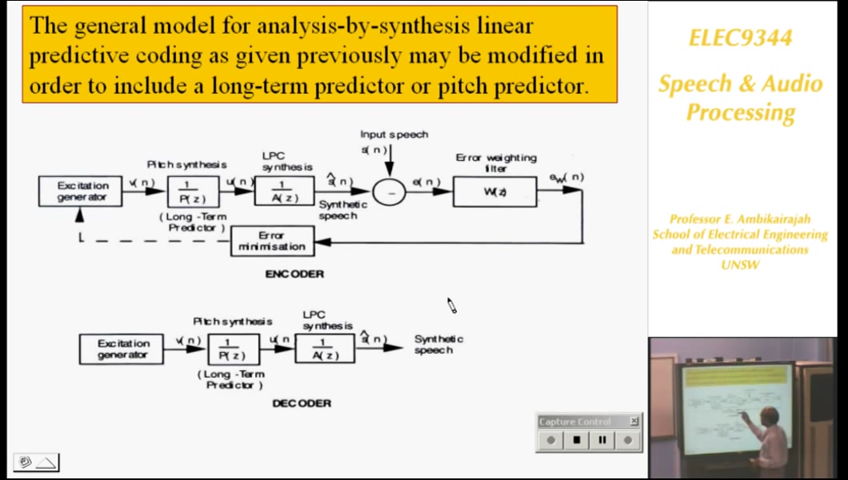 The general model for analysis-by-synthesis linear
predictive coding as given previously may be modified in
order to include a long-term predictor or pitch predictor.
ELEC9344
Speech & Audio
Processing
Professor E. Ambikairajah
School of Electrical Engineering
and Telecommunications
UNSW
Input speech
s(n)
Pitch synthesis
LPC
synthesis
Error weighting
filter
Excitation
generator
v(n)
1
P(z)
u(n)
1
A(z)
ŝ(n)
-
e(n)
W(z)
ew(n)
(Long-Term
Predictor)
Synthetic
speech
Error
minimisation
ENCODER
Pitch synthesis
LPC
synthesis
Excitation
generator
v(n)
1
P(z)
u(n
1
A(z)
ŝ(n)
Synthetic
speech
(Long-Term
Predictor)
DECODER
Capture Control